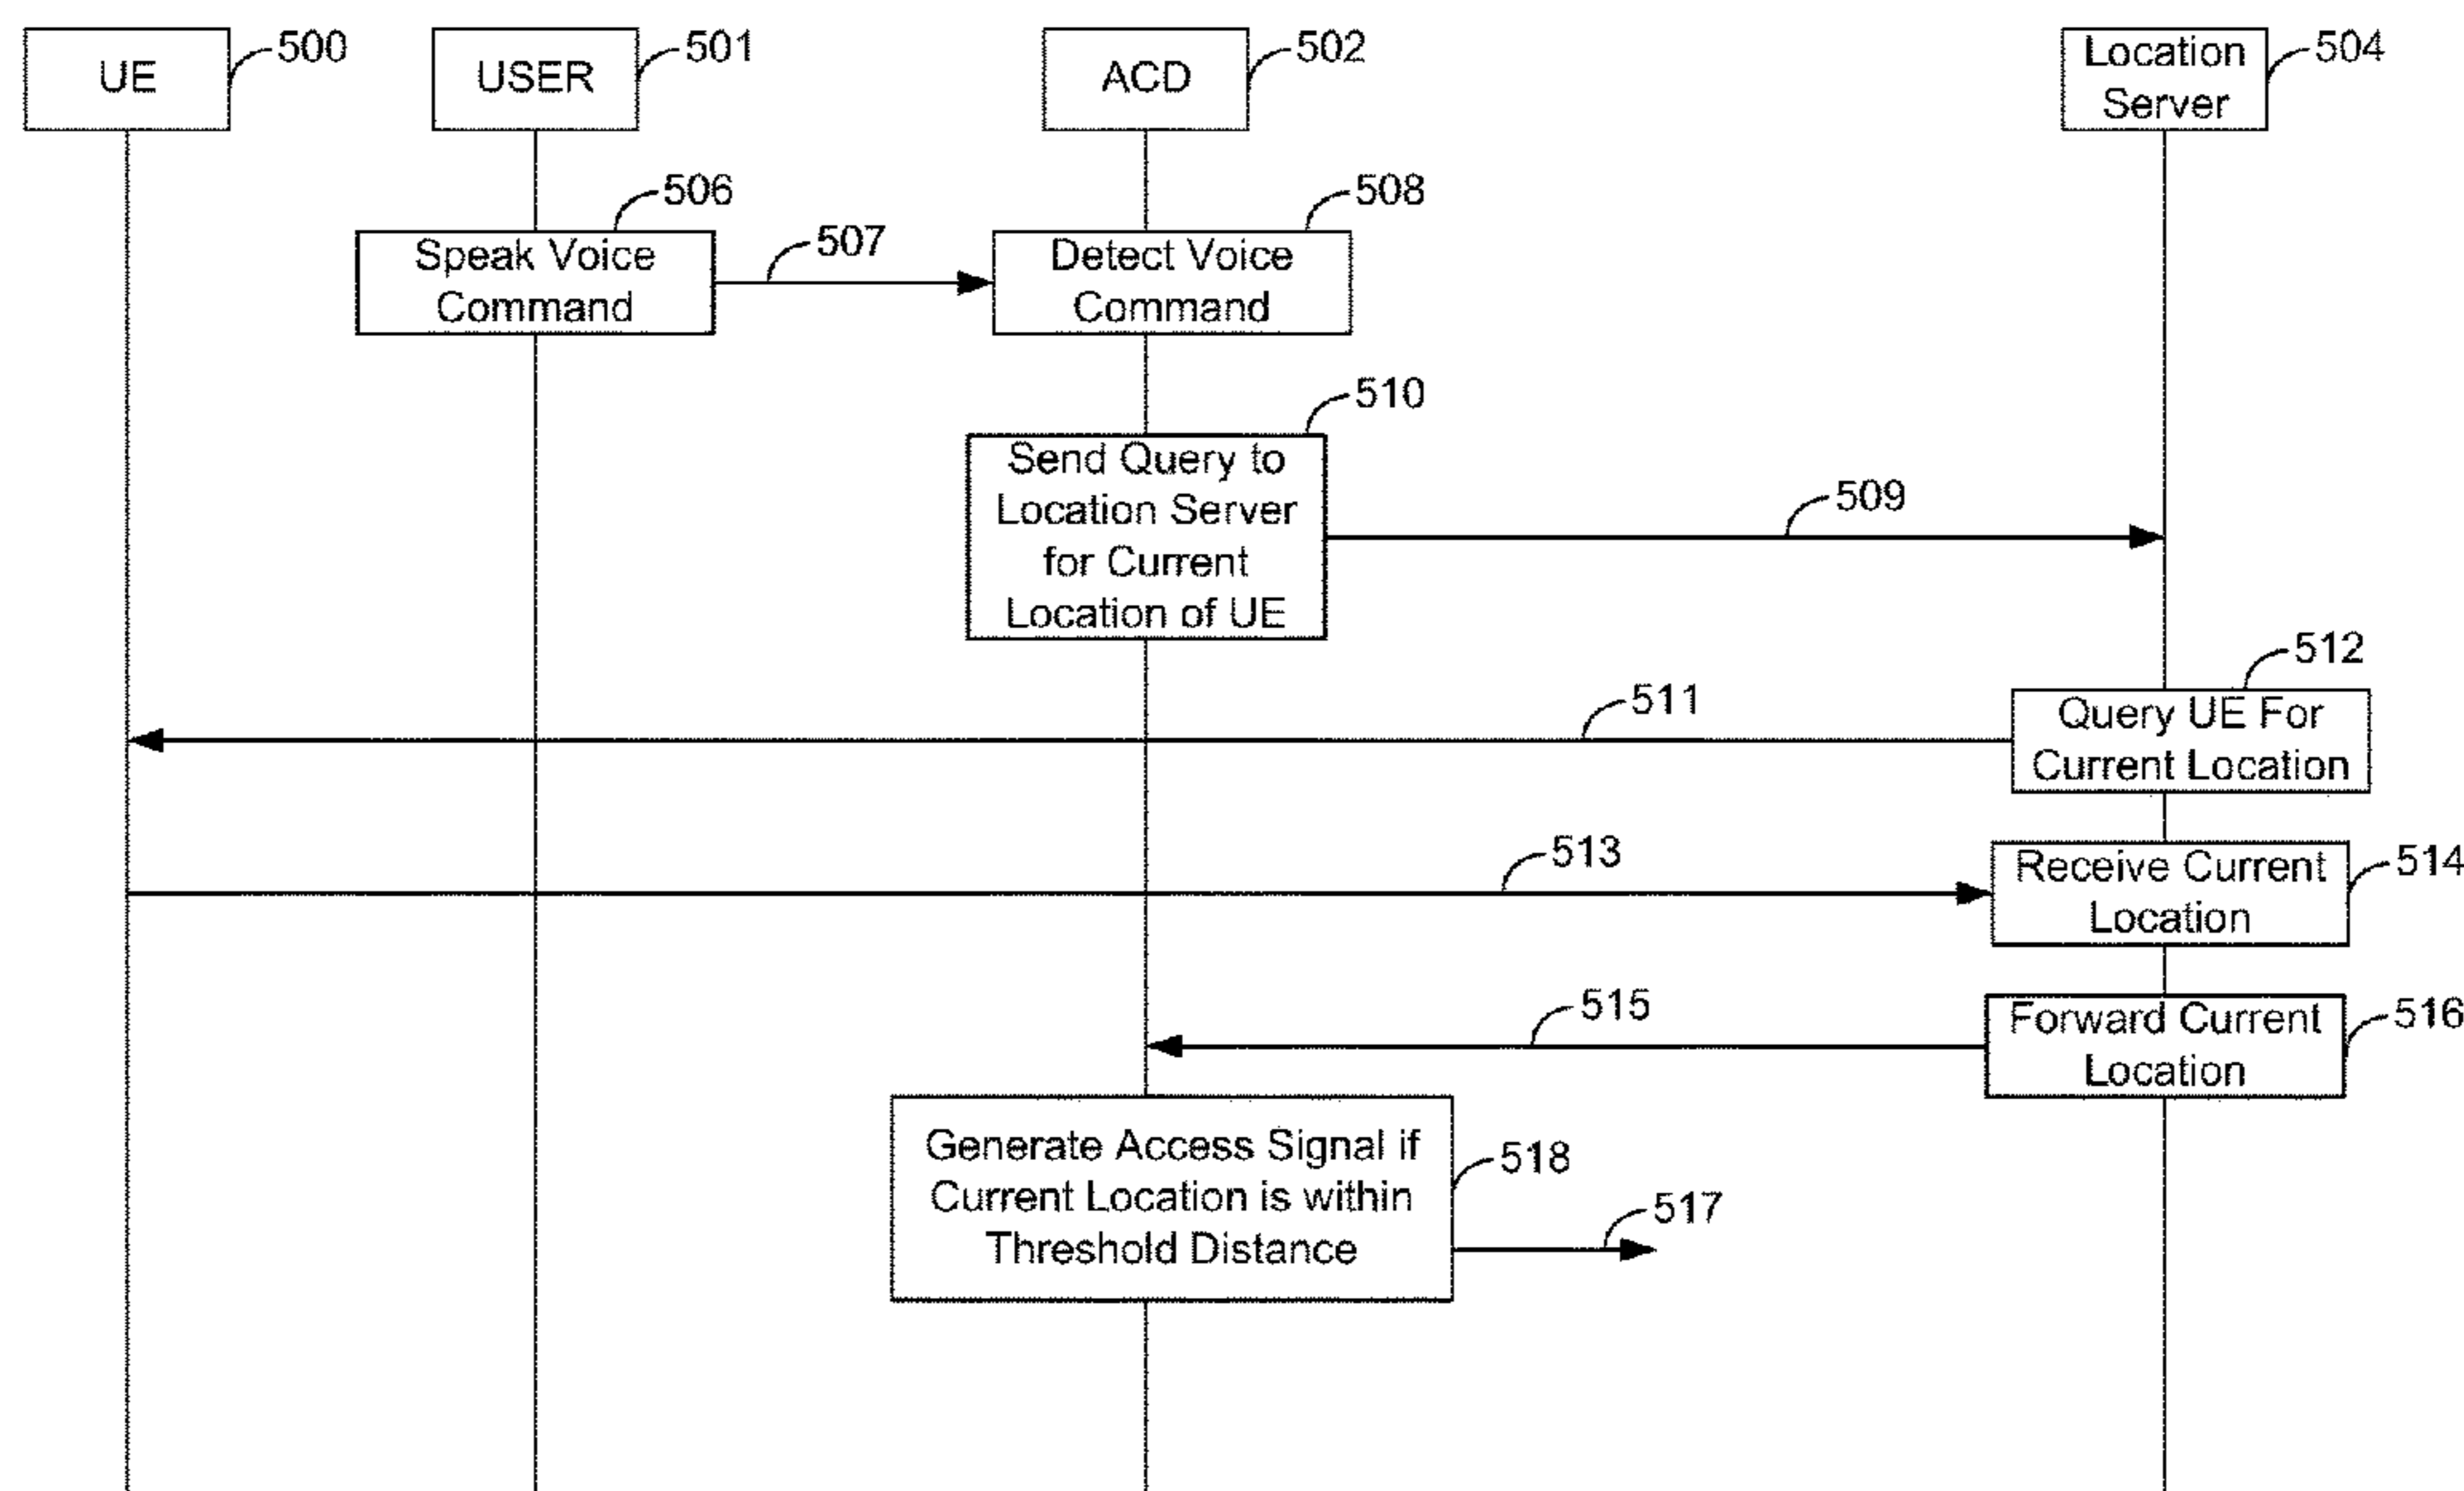 UE
500
USER
501
ACD
502
Location
Server
504
506
Speak Voice
Command
507
508
Detect Voice
Command
510
Send Query to
Location Server
for Current
Location of UE
509
512
Query UE For
Current Location
511
513
Receive Current
Location
514
515
Forward Current
Location
516
Generate Access Signal if
Current Location is within
Threshold Distance
518
517